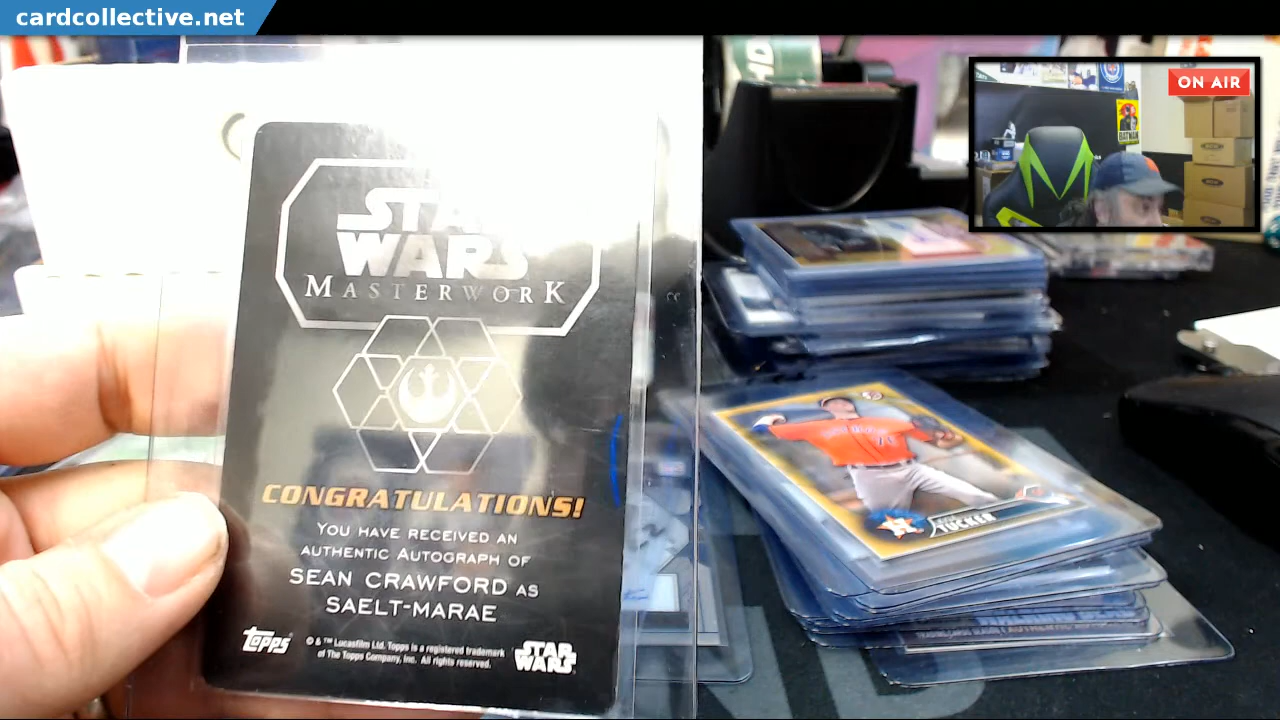 cardcollective.net
ON AIR
BATMAN
STAR
WARS
MASTERWORK
CONGRATULATIONS!
YOU HAVE RECEIVED AN
AUTHENTIC AUTOGRAPH OF
SEAN CRAWFORD AS
SAELT-MARAE
topps
© & ™ Lucasfilm Ltd. Topps is a registered trademark
of The Topps Company, Inc. All rights reserved.
STAR
WARS
TUCKER